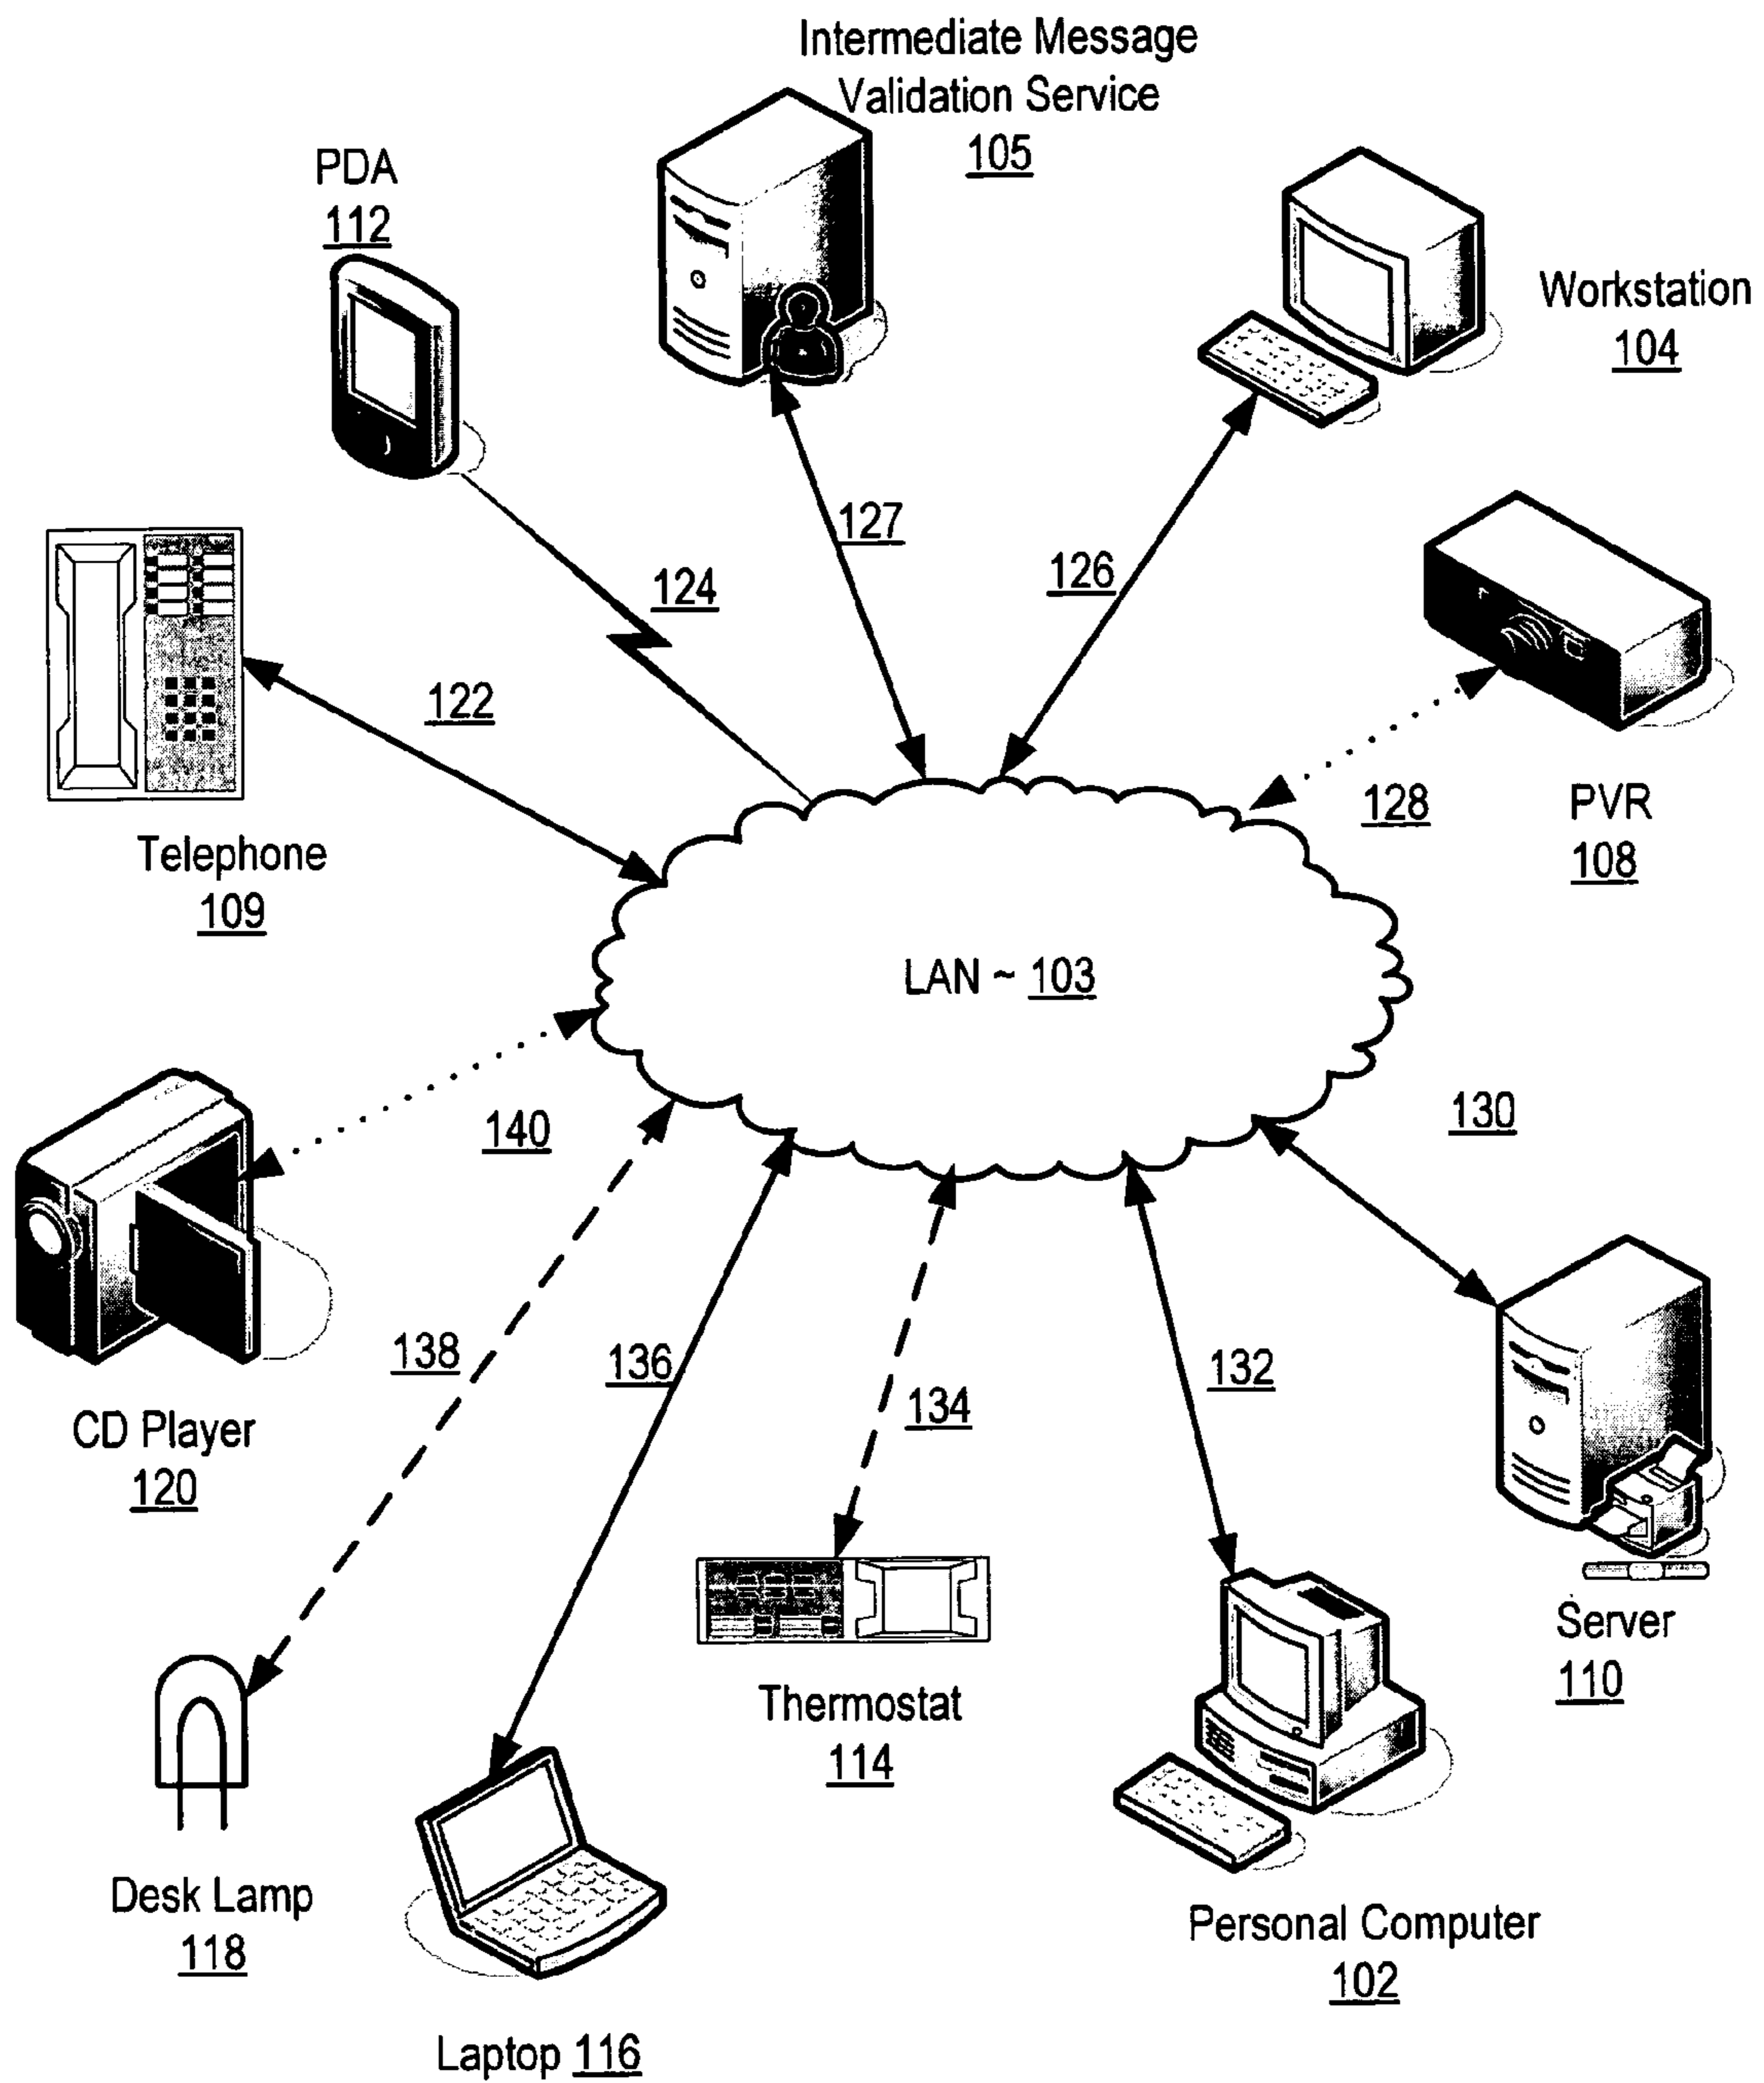 Intermediate Message
Validation Service
105
PDA
112
Workstation
104
127
126
124
122
128
PVR
108
Telephone
109
LAN ~ 103
130
140
138
136
134
132
CD Player
120
Server
110
Thermostat
114
Desk Lamp
118
Personal Computer
102
Laptop 116